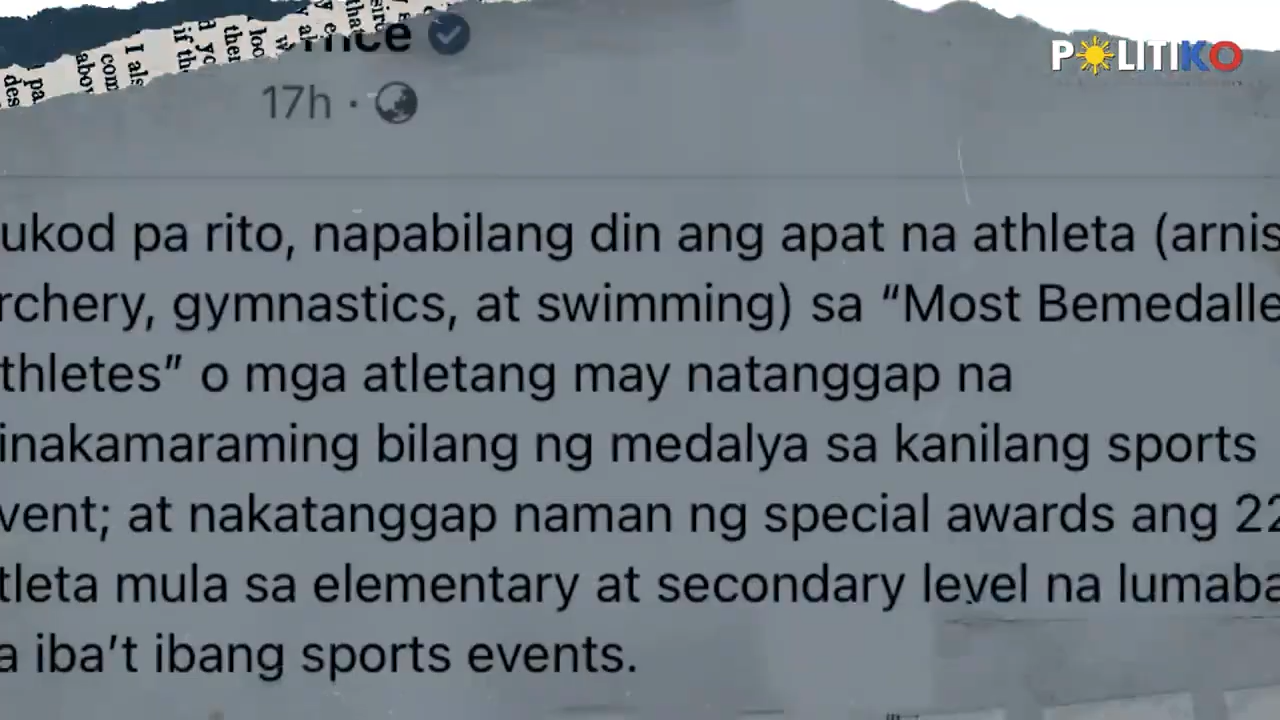 POLITIKO
17h
ukod pa rito, napabilang din ang apat na athleta (arnis
rchery, gymnastics, at swimming) sa “Most Bemedalle
thletes” o mga atletang may natanggap na
inakamaraming bilang ng medalya sa kanilang sports
vent; at nakatanggap naman ng special awards ang 22
tleta mula sa elementary at secondary level na lumaba
a iba’t ibang sports events.